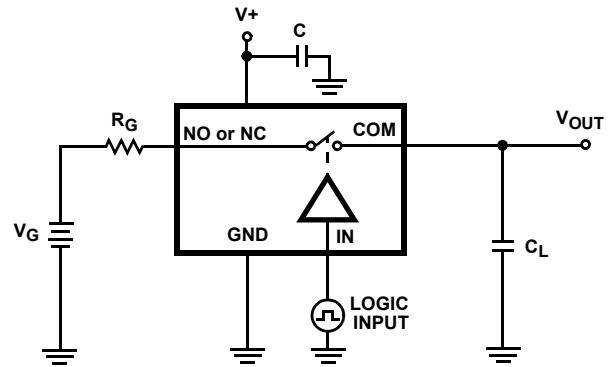 V+
C
RG
NO or NC
COM
VOUT
VG
GND
IN
CL
LOGIC
INPUT